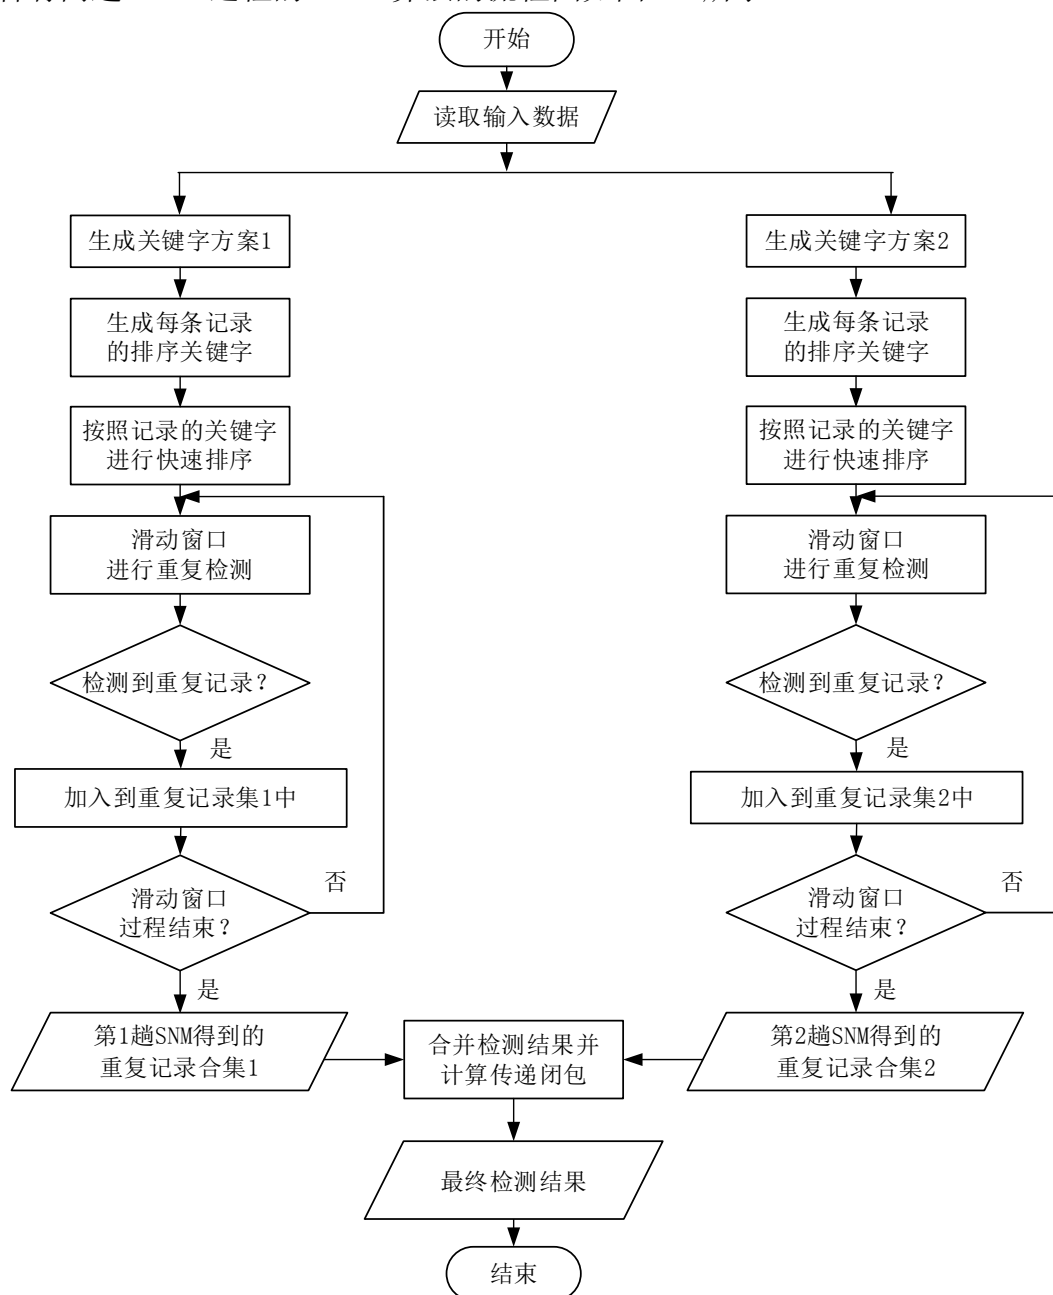 开始
读取输入数据
生成关键字方案1
生成每条记录
的排序关键字
按照记录的关键字
进行快速排序
滑动窗口
进行重复检测
检测到重复记录?
是
加入到重复记录集1中
滑动窗口
过程结束?
否
是
第1趟SNM得到的
重复记录合集1
生成关键字方案2
生成每条记录
的排序关键字
按照记录的关键字
进行快速排序
滑动窗口
进行重复检测
检测到重复记录?
是
加入到重复记录集2中
滑动窗口
过程结束?
否
是
第2趟SNM得到的
重复记录合集2
合并检测结果并
计算传递闭包
最终检测结果
结束